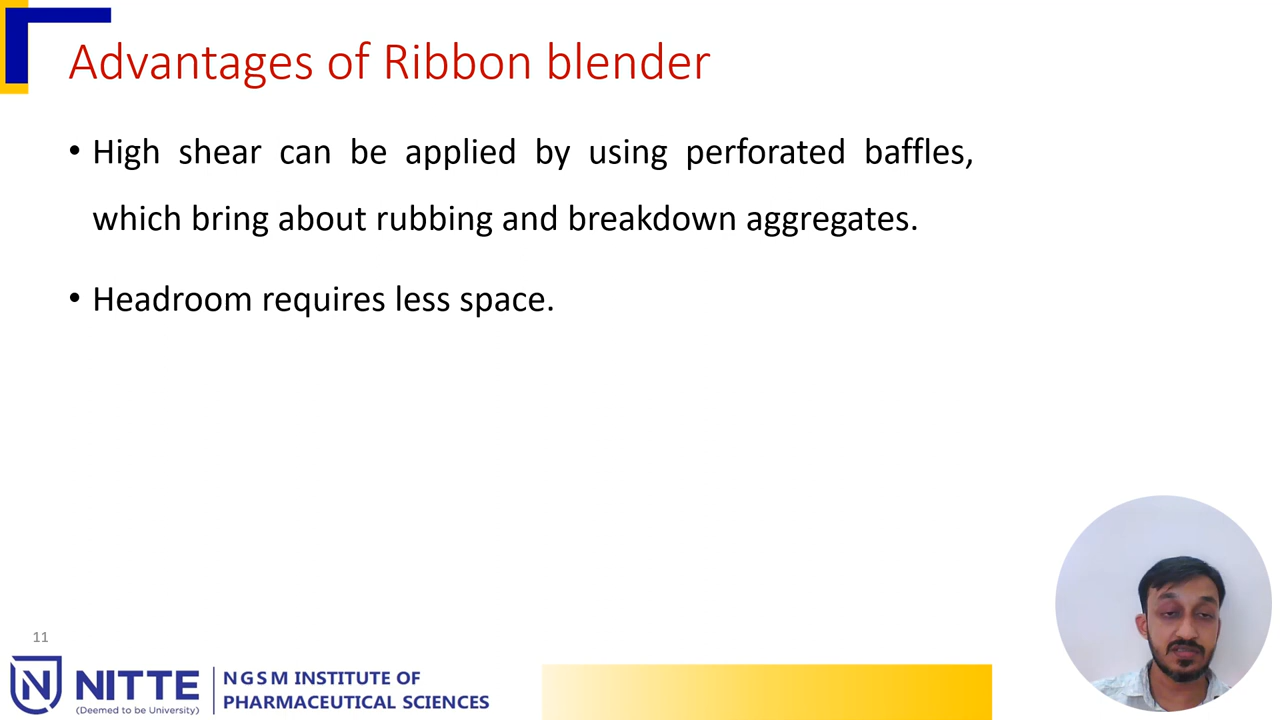 Advantages of Ribbon blender
• High shear can be applied by using perforated baffles,
which bring about rubbing and breakdown aggregates.
• Headroom requires less space.
11
NITTE
(Deemed to be University)
NGSM INSTITUTE OF
PHARMACEUTICAL SCIENCES